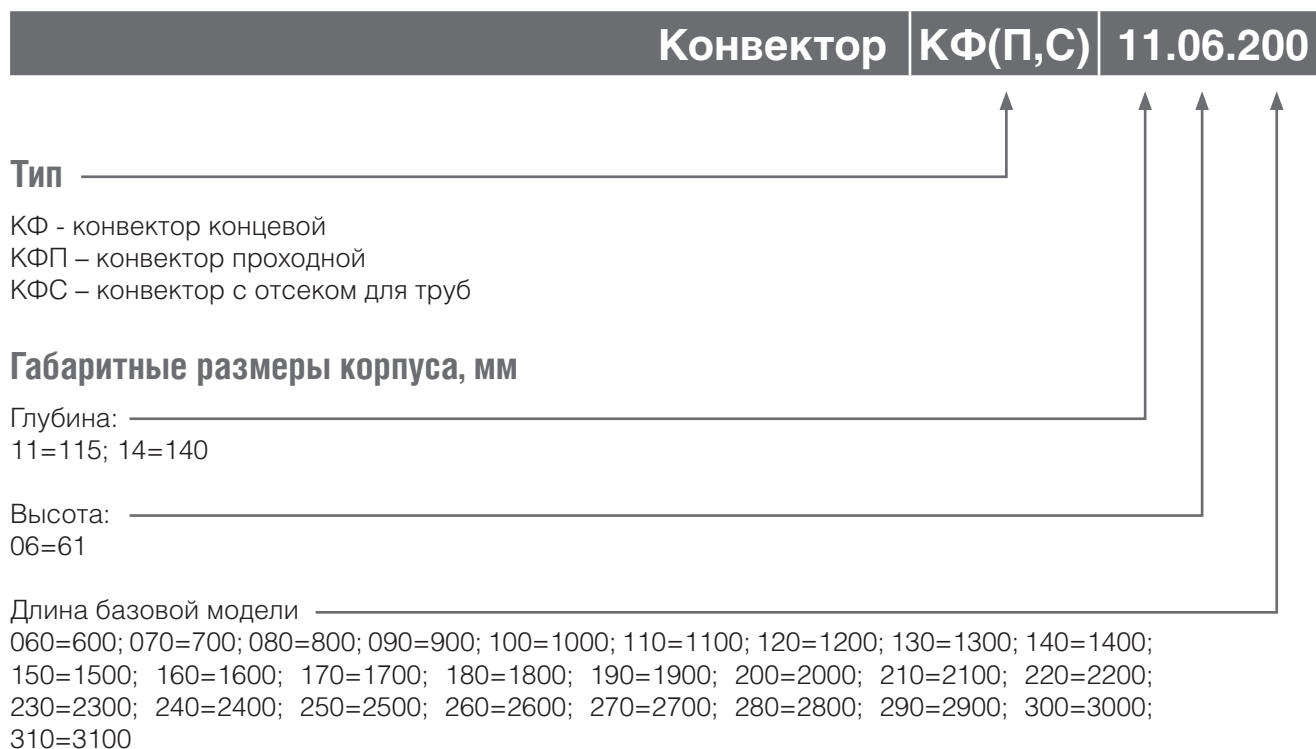 Конвектор КФ(П,С) 11.06.200
Тип
КФ - конвектор концевой
КФП – конвектор проходной
КФС – конвектор с отсеком для труб
Габаритные размеры корпуса, мм
Глубина:
11=115; 14=140
Высота:
06=61
Длина базовой модели
060=600; 070=700; 080=800; 090=900; 100=1000; 110=1100; 120=1200; 130=1300; 140=1400;
150=1500; 160=1600; 170=1700; 180=1800; 190=1900; 200=2000; 210=2100; 220=2200;
230=2300; 240=2400; 250=2500; 260=2600; 270=2700; 280=2800; 290=2900; 300=3000;
310=3100